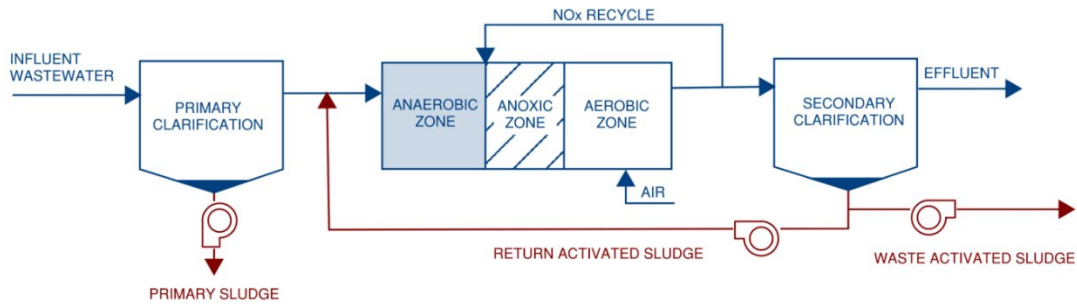 NOx RECYCLE
INFLUENT
WASTEWATER
PRIMARY
CLARIFICATION
ANAEROBIC
ZONE
ANOXIC
ZONE
AEROBIC
ZONE
SECONDARY
CLARIFICATION
EFFLUENT
AIR
RETURN ACTIVATED SLUDGE
WASTE ACTIVATED SLUDGE
PRIMARY SLUDGE